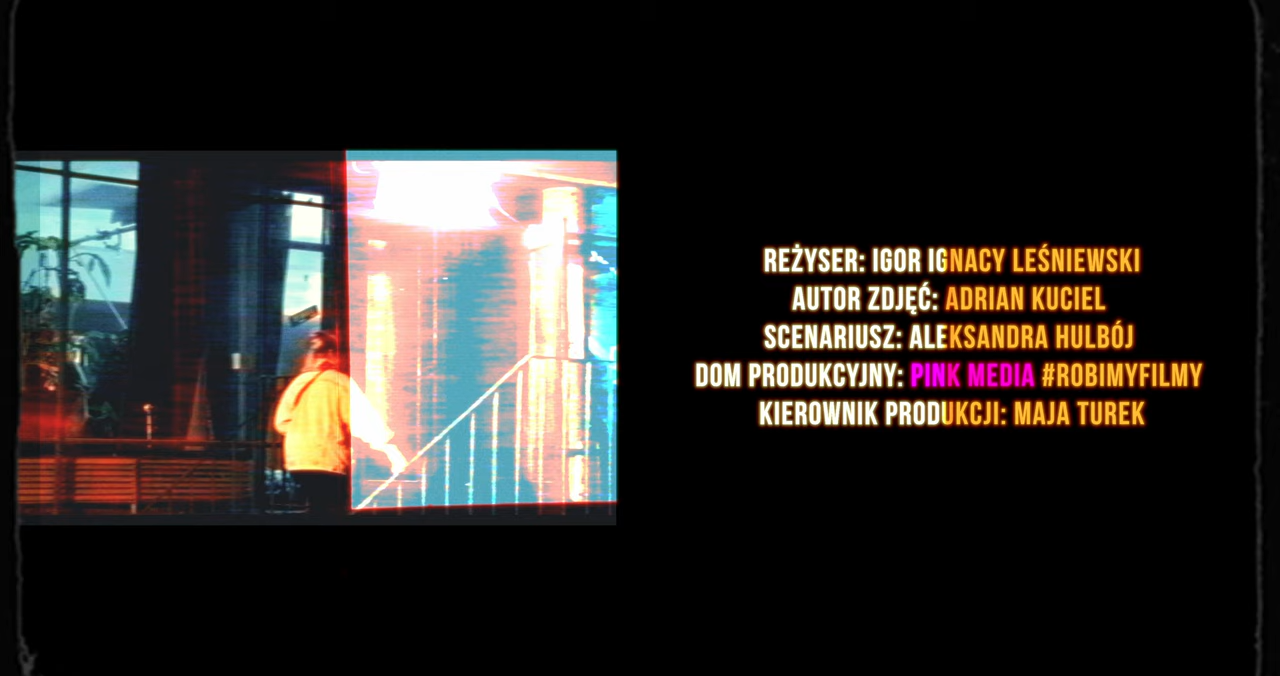 REŻYSER: IGOR IGNACY LEŚNIEWSKI
AUTOR ZDJĘĆ: ADRIAN KUCIEL
SCENARIUSZ: ALEKSANDRA HULBÓJ
DOM PRODUKCYJNY: PINK MEDIA #ROBIMYFILMY
KIEROWNIK PRODUKCJI: MAJA TUREK